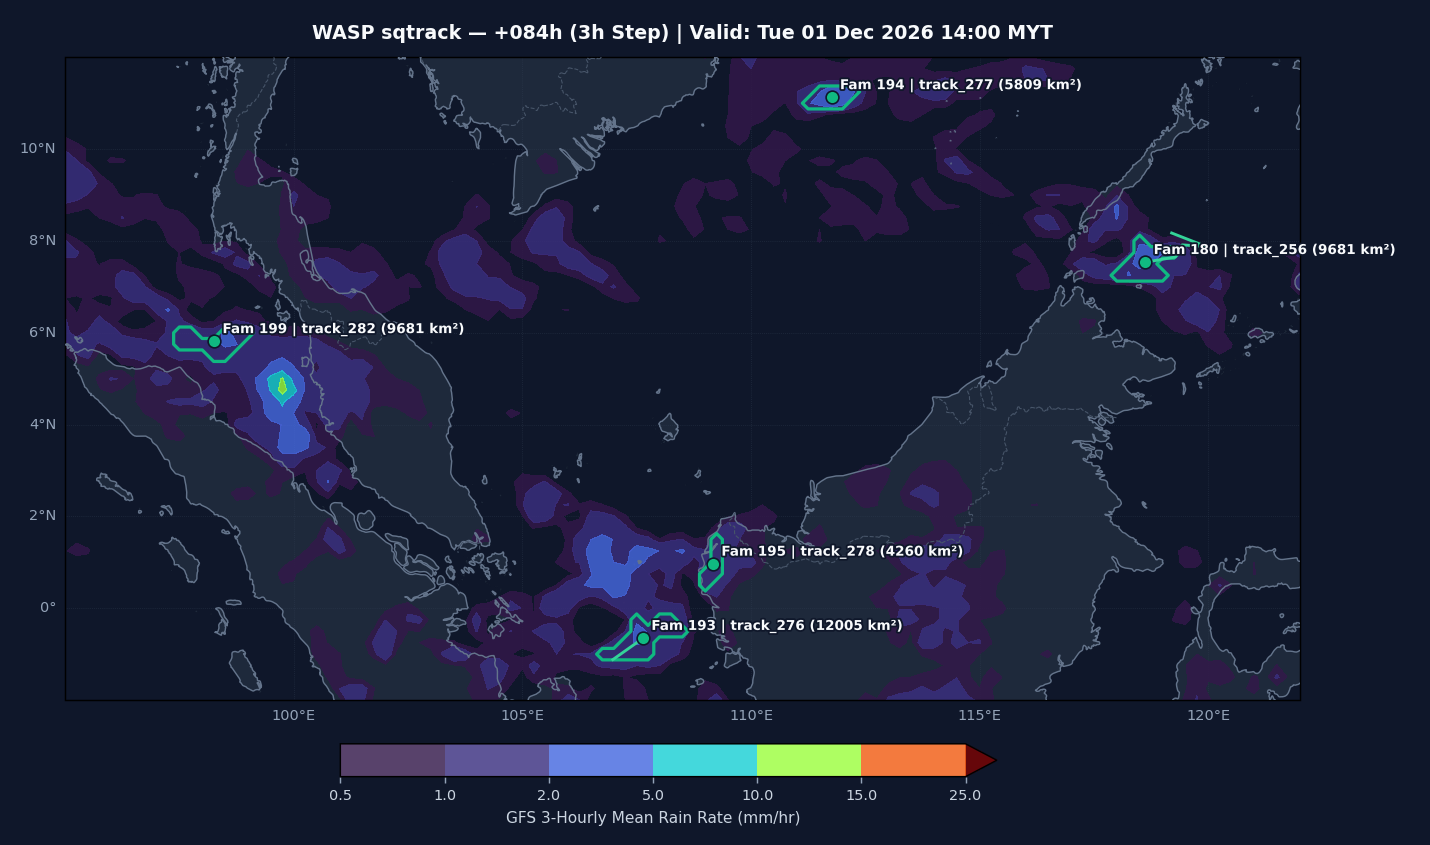 WASP sqtrack — +084h (3h Step) | Valid: Tue 01 Dec 2026 14:00 MYT
Fam 194 | track_277 (5809 km²)
10°N
8°N
Fam 180 | track_256 (9681 km²)
6°N
Fam 199 | track_282 (9681 km²)
4°N
2°N
Fam 195 | track_278 (4260 km²)
0°
Fam 193 | track_276 (12005 km²)
100°E 105°E 110°E 115°E 120°E
0.5 1.0 2.0 5.0 10.0 15.0 25.0
GFS 3-Hourly Mean Rain Rate (mm/hr)